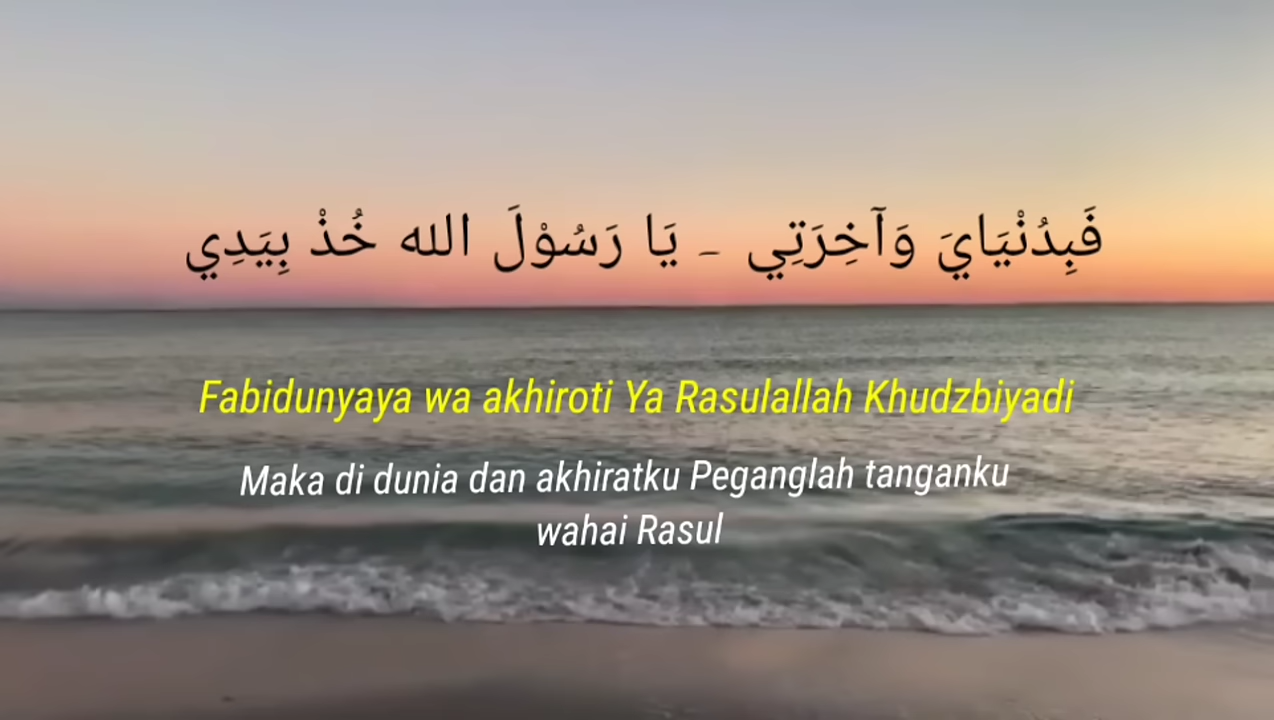 فَبِدُنْيَايَ وَآخِرَتِي - يَا رَسُوْلَ الله خُذْ بِيَدِي
Fabidunyaya wa akhiroti Ya Rasulallah Khudzbiyadi
Maka di dunia dan akhiratku Peganglah tanganku
wahai Rasul